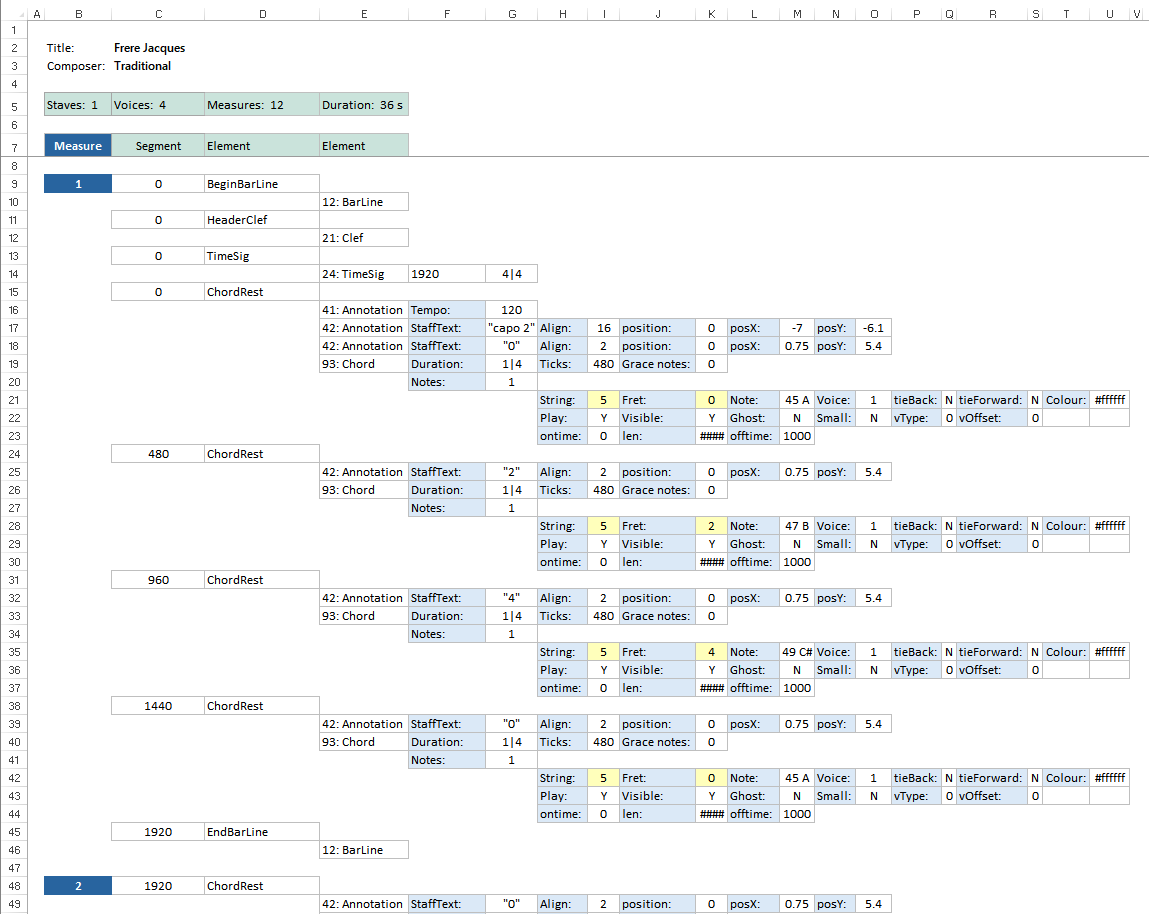 A B C D E F G H I J K L M N O P Q R S T U V
1
2 Title: Frere Jacques
3 Composer: Traditional
4
5 Staves: 1 Voices: 4 Measures: 12 Duration: 36 s
6
7 Measure Segment Element Element
8
9 1 0 BeginBarLine
10 12: BarLine
11 0 HeaderClef
12 21: Clef
13 0 TimeSig
14 24: TimeSig 1920 4|4
15 0 ChordRest
16 41: Annotation Tempo: 120
17 42: Annotation StaffText: "capo 2" Align: 16 position: 0 posX: -7 posY: -6.1
18 42: Annotation StaffText: "0" Align: 2 position: 0 posX: 0.75 posY: 5.4
19 93: Chord Duration: 1|4 Ticks: 480 Grace notes: 0
20 Notes: 1
21 String: 5 Fret: 0 Note: 45 A Voice: 1 tieBack: N tieForward: N Colour: #ffffff
22 Play: Y Visible: Y Ghost: N Small: N vType: 0 vOffset: 0
23 ontime: 0 len: #### offtime: 1000
24 480 ChordRest
25 42: Annotation StaffText: "2" Align: 2 position: 0 posX: 0.75 posY: 5.4
26 93: Chord Duration: 1|4 Ticks: 480 Grace notes: 0
27 Notes: 1
28 String: 5 Fret: 2 Note: 47 B Voice: 1 tieBack: N tieForward: N Colour: #ffffff
29 Play: Y Visible: Y Ghost: N Small: N vType: 0 vOffset: 0
30 ontime: 0 len: #### offtime: 1000
31 960 ChordRest
32 42: Annotation StaffText: "4" Align: 2 position: 0 posX: 0.75 posY: 5.4
33 93: Chord Duration: 1|4 Ticks: 480 Grace notes: 0
34 Notes: 1
35 String: 5 Fret: 4 Note: 49 C# Voice: 1 tieBack: N tieForward: N Colour: #ffffff
36 Play: Y Visible: Y Ghost: N Small: N vType: 0 vOffset: 0
37 ontime: 0 len: #### offtime: 1000
38 1440 ChordRest
39 42: Annotation StaffText: "0" Align: 2 position: 0 posX: 0.75 posY: 5.4
40 93: Chord Duration: 1|4 Ticks: 480 Grace notes: 0
41 Notes: 1
42 String: 5 Fret: 0 Note: 45 A Voice: 1 tieBack: N tieForward: N Colour: #ffffff
43 Play: Y Visible: Y Ghost: N Small: N vType: 0 vOffset: 0
44 ontime: 0 len: #### offtime: 1000
45 1920 EndBarLine
46 12: BarLine
47
48 2 1920 ChordRest
49 42: Annotation StaffText: "0" Align: 2 position: 0 posX: 0.75 posY: 5.4